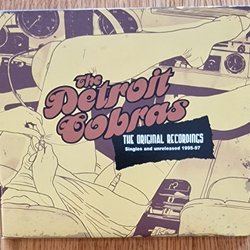 The
Detroit
Cobras
THE ORIGINAL RECORDINGS
Singles and unreleased 1995-97